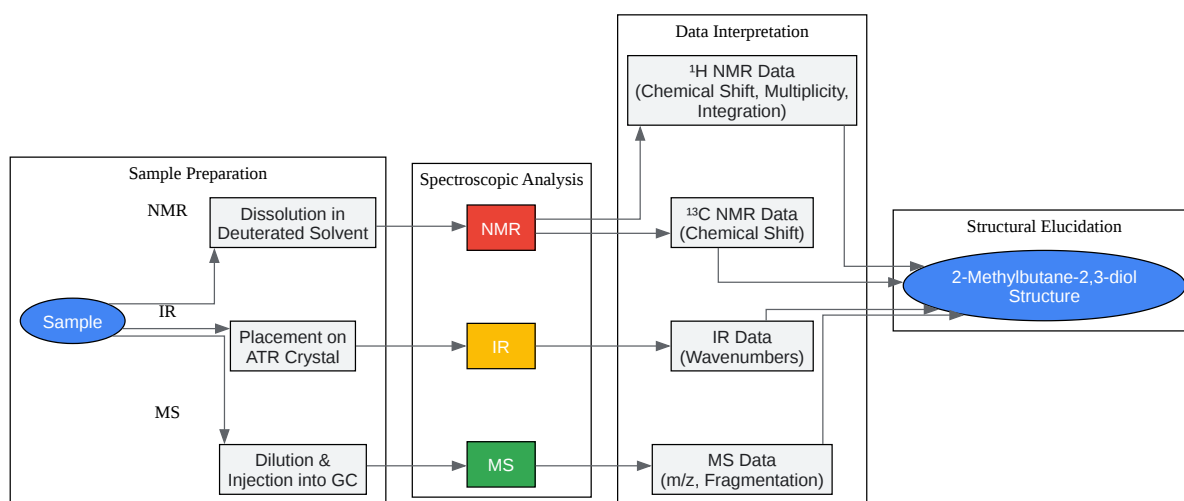 Sample Preparation
NMR
Dissolution in
Deuterated Solvent
Sample
IR
Placement on
ATR Crystal
MS
Dilution &
Injection into GC
Spectroscopic Analysis
NMR
IR
MS
Data Interpretation
¹H NMR Data
(Chemical Shift, Multiplicity,
Integration)
¹³C NMR Data
(Chemical Shift)
IR Data
(Wavenumbers)
MS Data
(m/z, Fragmentation)
Structural Elucidation
2-Methylbutane-2,3-diol
Structure